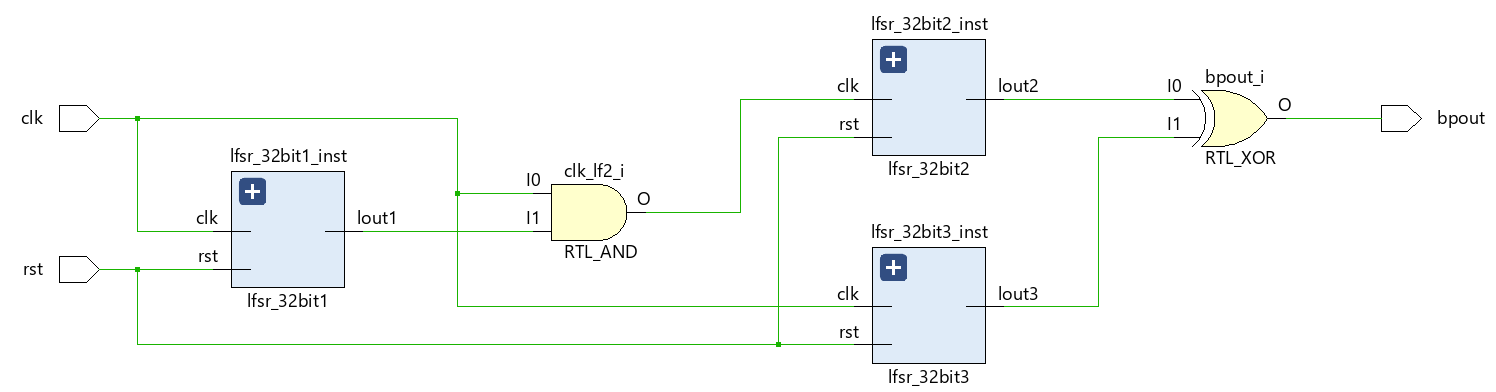 lfsr_32bit2_inst
clk
lout2
rst
lfsr_32bit2
bpout_i
I0
O
I1
RTL_XOR
bpout
clk
lfsr_32bit1_inst
clk
lout1
rst
lfsr_32bit1
rst
clk_lf2_i
I0
O
I1
RTL_AND
lfsr_32bit3_inst
clk
lout3
rst
lfsr_32bit3